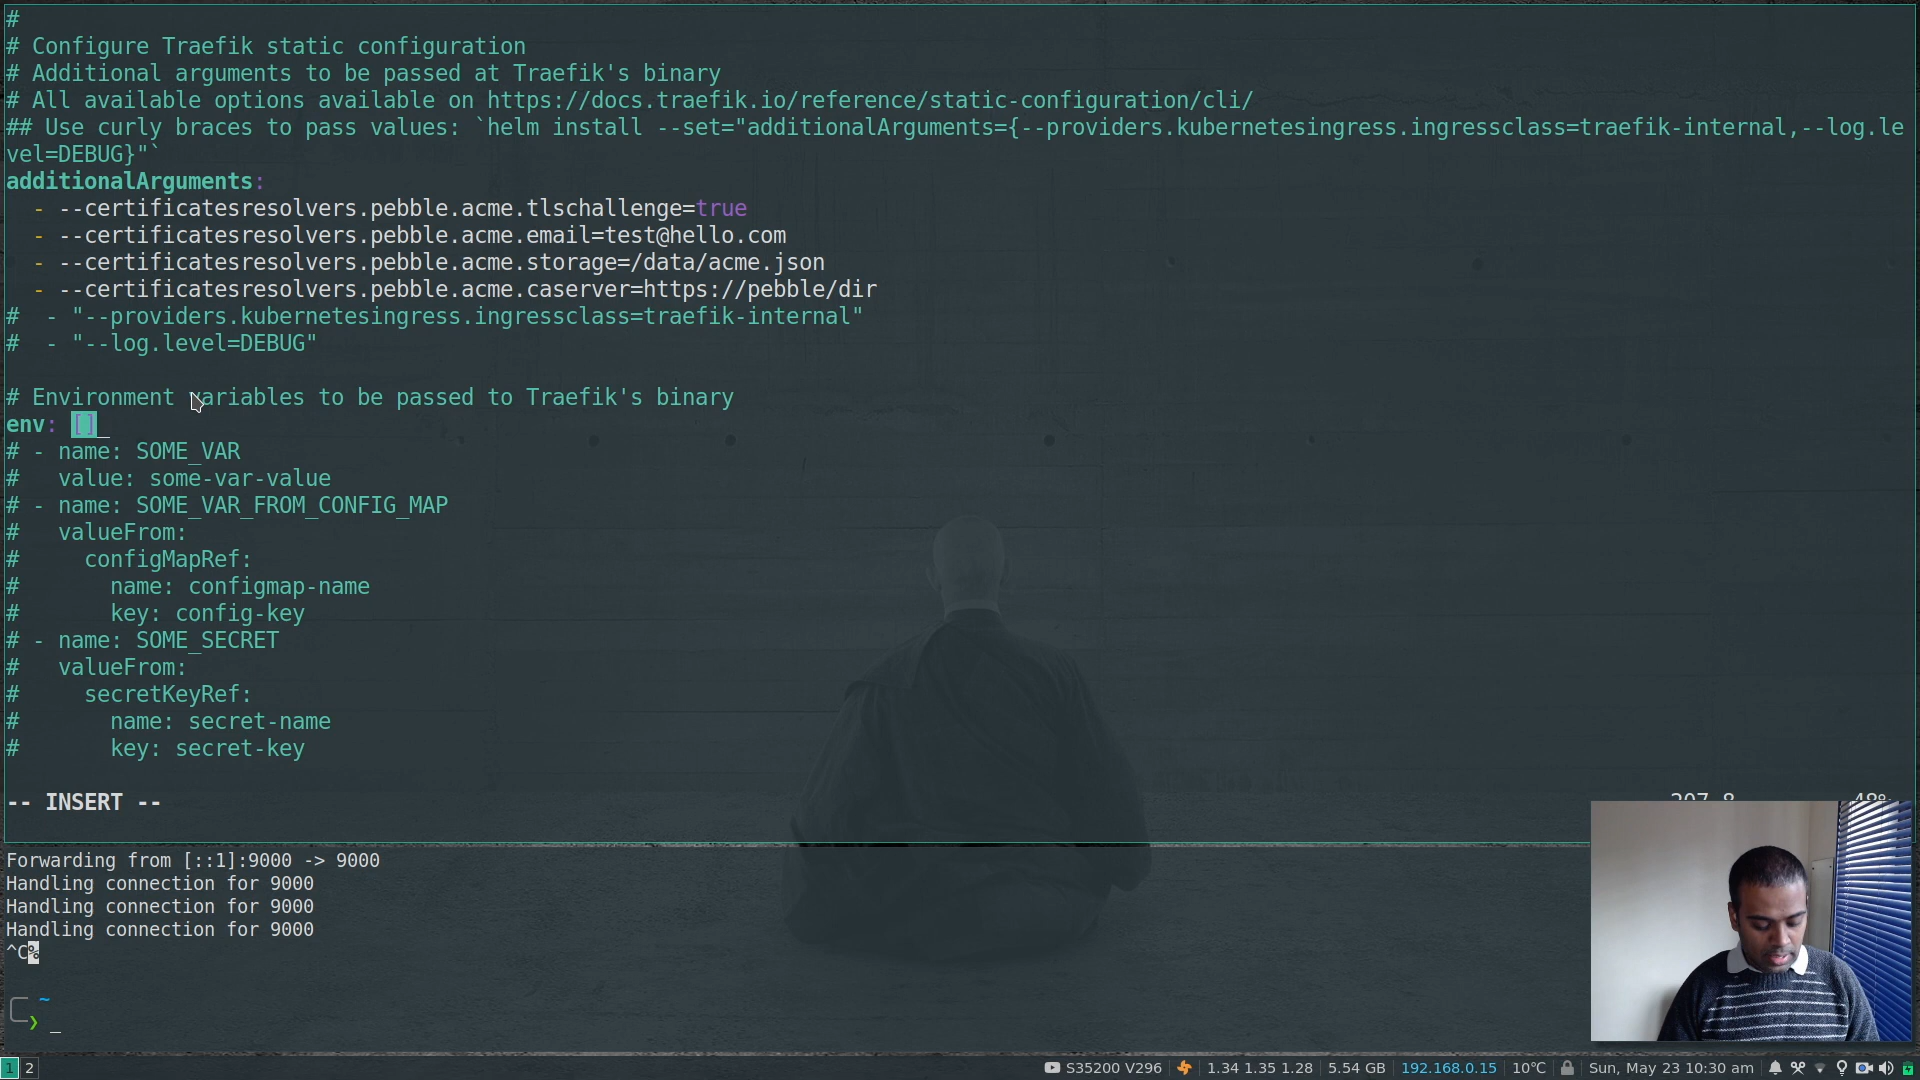 #
# Configure Traefik static configuration
# Additional arguments to be passed at Traefik's binary
# All available options available on https://docs.traefik.io/reference/static-configuration/cli/
## Use curly braces to pass values: `helm install --set="additionalArguments={--providers.kubernetesingress.ingressclass=traefik-internal,--log.le
vel=DEBUG}"`
additionalArguments:
  - --certificatesresolvers.pebble.acme.tlschallenge=true
  - --certificatesresolvers.pebble.acme.email=test@hello.com
  - --certificatesresolvers.pebble.acme.storage=/data/acme.json
  - --certificatesresolvers.pebble.acme.caserver=https://pebble/dir
#  - "--providers.kubernetesingress.ingressclass=traefik-internal"
#  - "--log.level=DEBUG"
# Environment variables to be passed to Traefik's binary
env: []
# - name: SOME_VAR
#   value: some-var-value
# - name: SOME_VAR_FROM_CONFIG_MAP
#   valueFrom:
#     configMapRef:
#       name: configmap-name
#       key: config-key
# - name: SOME_SECRET
#   valueFrom:
#     secretKeyRef:
#       name: secret-name
#       key: secret-key
-- INSERT --
Forwarding from [::1]:9000 -> 9000
Handling connection for 9000
Handling connection for 9000
Handling connection for 9000
^C%
~
❯
1 2 S35200 V296 1.34 1.35 1.28 5.54 GB 192.168.0.15 10℃ Sun, May 23 10:30 am